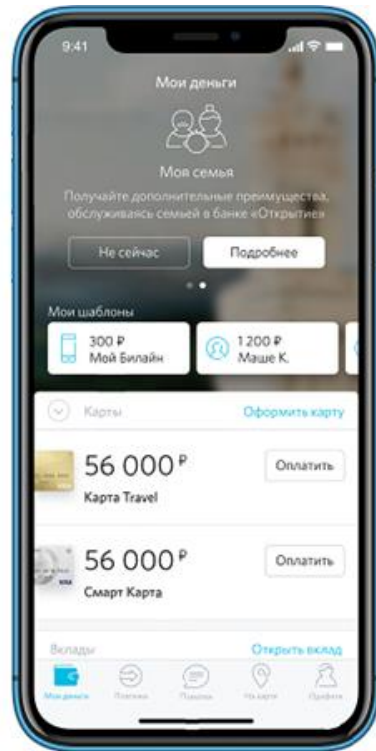 9:41
Мои деньги
Моя семья
Получайте дополнительные преимущества,
обслуживаясь семьей в банке «Открытие»
Не сейчас
Подробнее
Мои шаблоны
300 ₽
Мой Билайн
1 200 ₽
Маше К.
Карты
Оформить карту
56 000 ₽
Оплатить
Карта Travel
VISA
56 000 ₽
Оплатить
Смарт Карта
Вклады
Открыть вклад
Мои деньги
Платежи
На карте